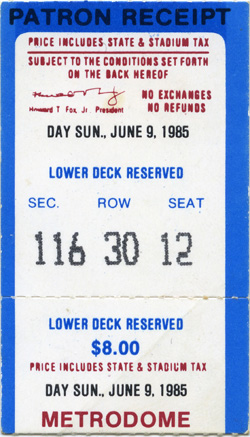 PATRON RECEIPT
PRICE INCLUDES STATE & STADIUM TAX
SUBJECT TO THE CONDITIONS SET FORTH
ON THE BACK HEREOF
NO EXCHANGES
Howard T Fox, Jr. President NO REFUNDS
DAY SUN., JUNE 9, 1985
LOWER DECK RESERVED
SEC. ROW SEAT
116 30 12
LOWER DECK RESERVED
$8.00
PRICE INCLUDES STATE & STADIUM TAX
DAY SUN., JUNE 9, 1985
METRODOME